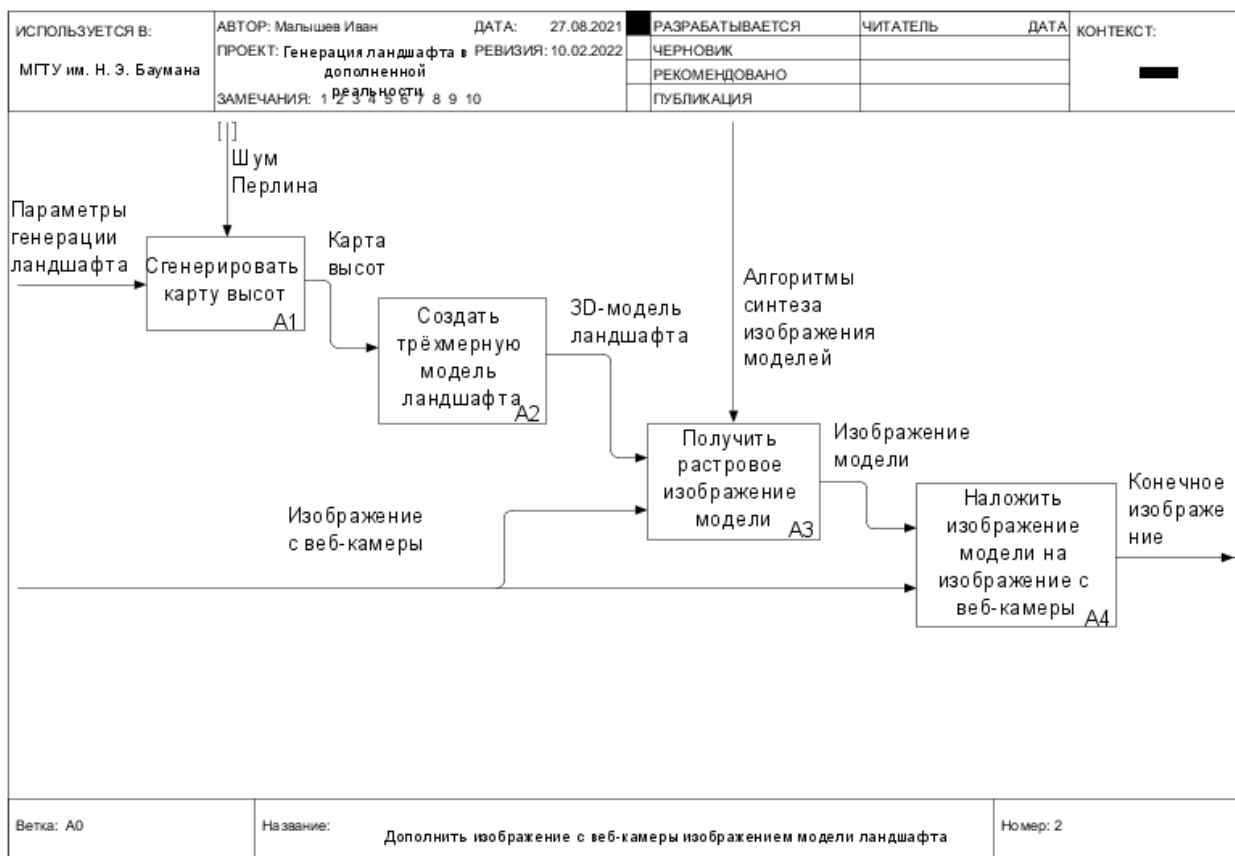 ИСПОЛЬЗУЕТСЯ В:
МГТУ им. Н. Э. Баумана
АВТОР: Малышев Иван
ДАТА: 27.08.2021
ПРОЕКТ: Генерация ландшафта в
дополненной
реальности
РЕВИЗИЯ: 10.02.2022
ЗАМЕЧАНИЯ: 1 2 3 4 5 6 7 8 9 10
РАЗРАБАТЫВАЕТСЯ
ЧЕРНОВИК
РЕКОМЕНДОВАНО
ПУБЛИКАЦИЯ
ЧИТАТЕЛЬ
ДАТА
КОНТЕКСТ:
Шум
Перлина
Параметры
генерации
ландшафта
Сгенерировать
карту высот
A1
Карта
высот
Создать
трёхмерную
модель
ландшафта
A2
3D-модель
ландшафта
Алгоритмы
синтеза
изображения
моделей
Получить
растровое
изображение
модели
A3
Изображение
модели
Изображение
с веб-камеры
Наложить
изображение
модели на
изображение с
веб-камеры
A4
Конечное
изображе
ние
Ветка: A0
Название:
Дополнить изображение с веб-камеры изображением модели ландшафта
Номер: 2